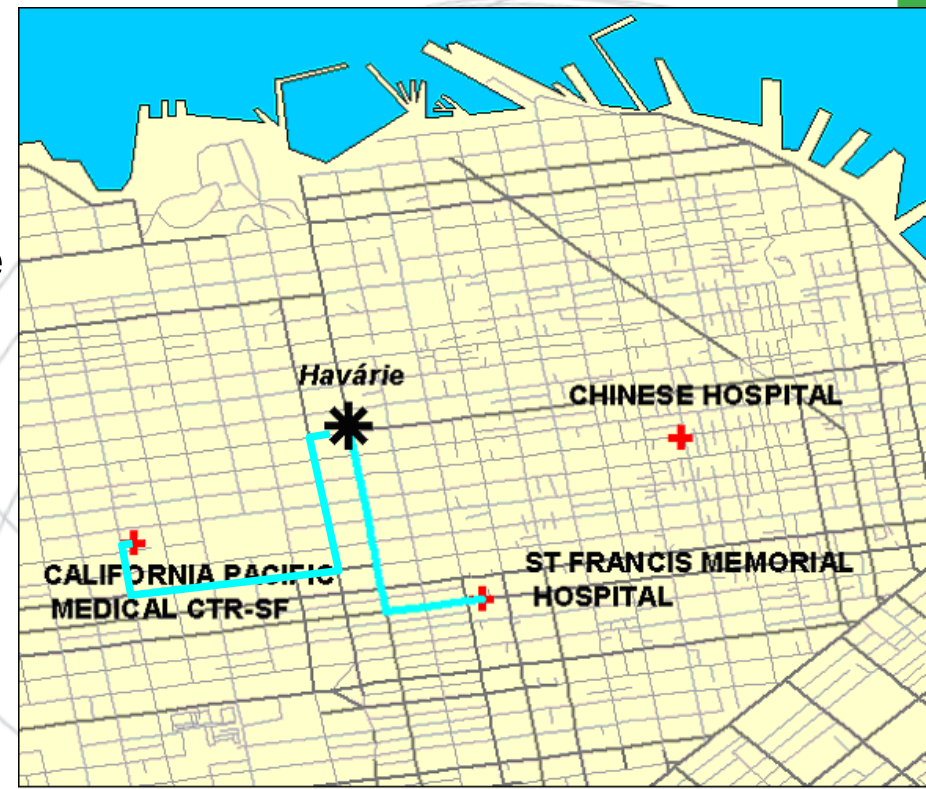 e
Havárie
CHINESE HOSPITAL
ST FRANCIS MEMORIAL
HOSPITAL
CALIFORNIA PACIFIC
MEDICAL CTR-SF